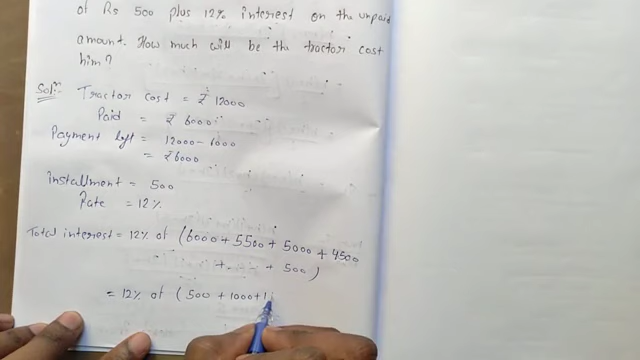 of Rs 500 plus 12% interest on the unpaid
amount. How much will be the tractor cost
him?
Solⁿ:- Tractor cost = ₹ 12000
Paid = ₹ 6000
Payment left = 12000 - 6000
= ₹6000
Installment = 500
Rate = 12%
Total interest = 12% of (6000 + 5500 + 5000 + 4500
+ .... + 500)
= 12% of (500 + 1000 + 1